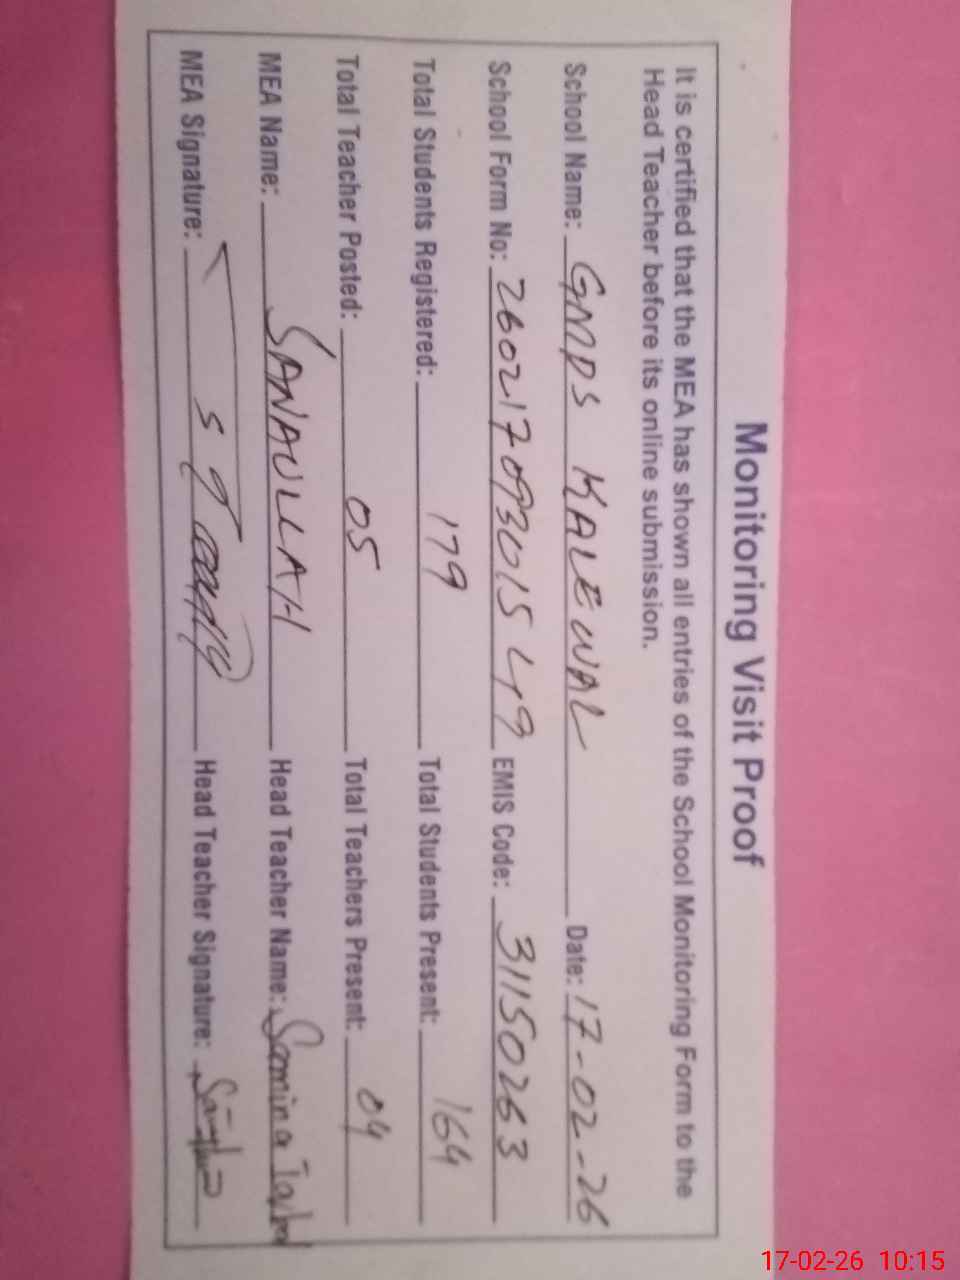 Monitoring Visit Proof
It is certified that the MEA has shown all entries of the School Monitoring Form to the
Head Teacher before its online submission.
School Name: GMPS KALEWAL Date: 17-02-26
School Form No: EMIS Code: 31150263
Total Students Registered: 179 Total Students Present: 164
Total Teacher Posted: 05 Total Teachers Present: 04
MEA Name: SANAULLAH Head Teacher Name: Samina
MEA Signature: Head Teacher Signature:
17-02-26 10:15